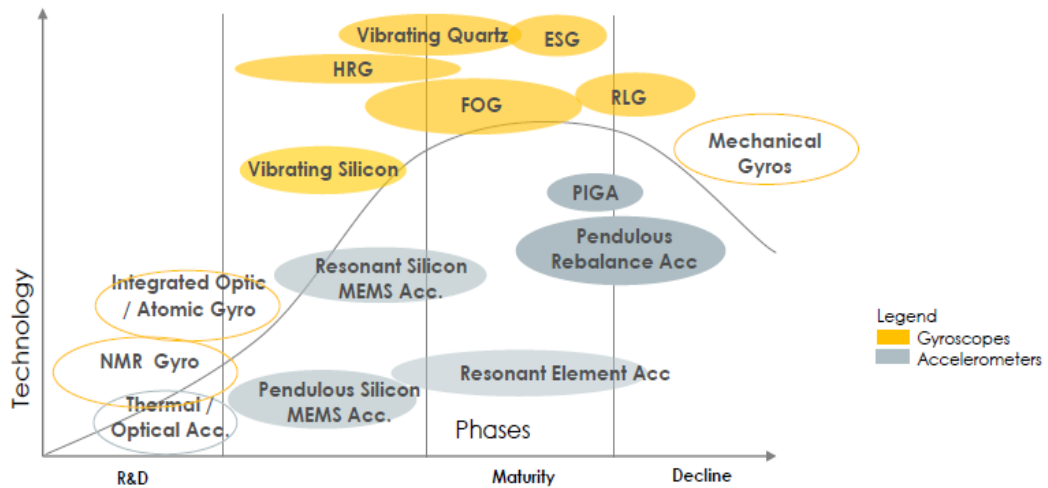 Vibrating Quartz
ESG
HRG
FOG
RLG
Mechanical
Gyros
Vibrating Silicon
PIGA
Pendulous
Rebalance Acc
Resonant Silicon
MEMS Acc.
Integrated Optic
/ Atomic Gyro
NMR Gyro
Resonant Element Acc
Pendulous Silicon
MEMS Acc.
Thermal /
Optical Acc.
Technology
Phases
R&D
Maturity
Decline
Legend
Gyroscopes
Accelerometers